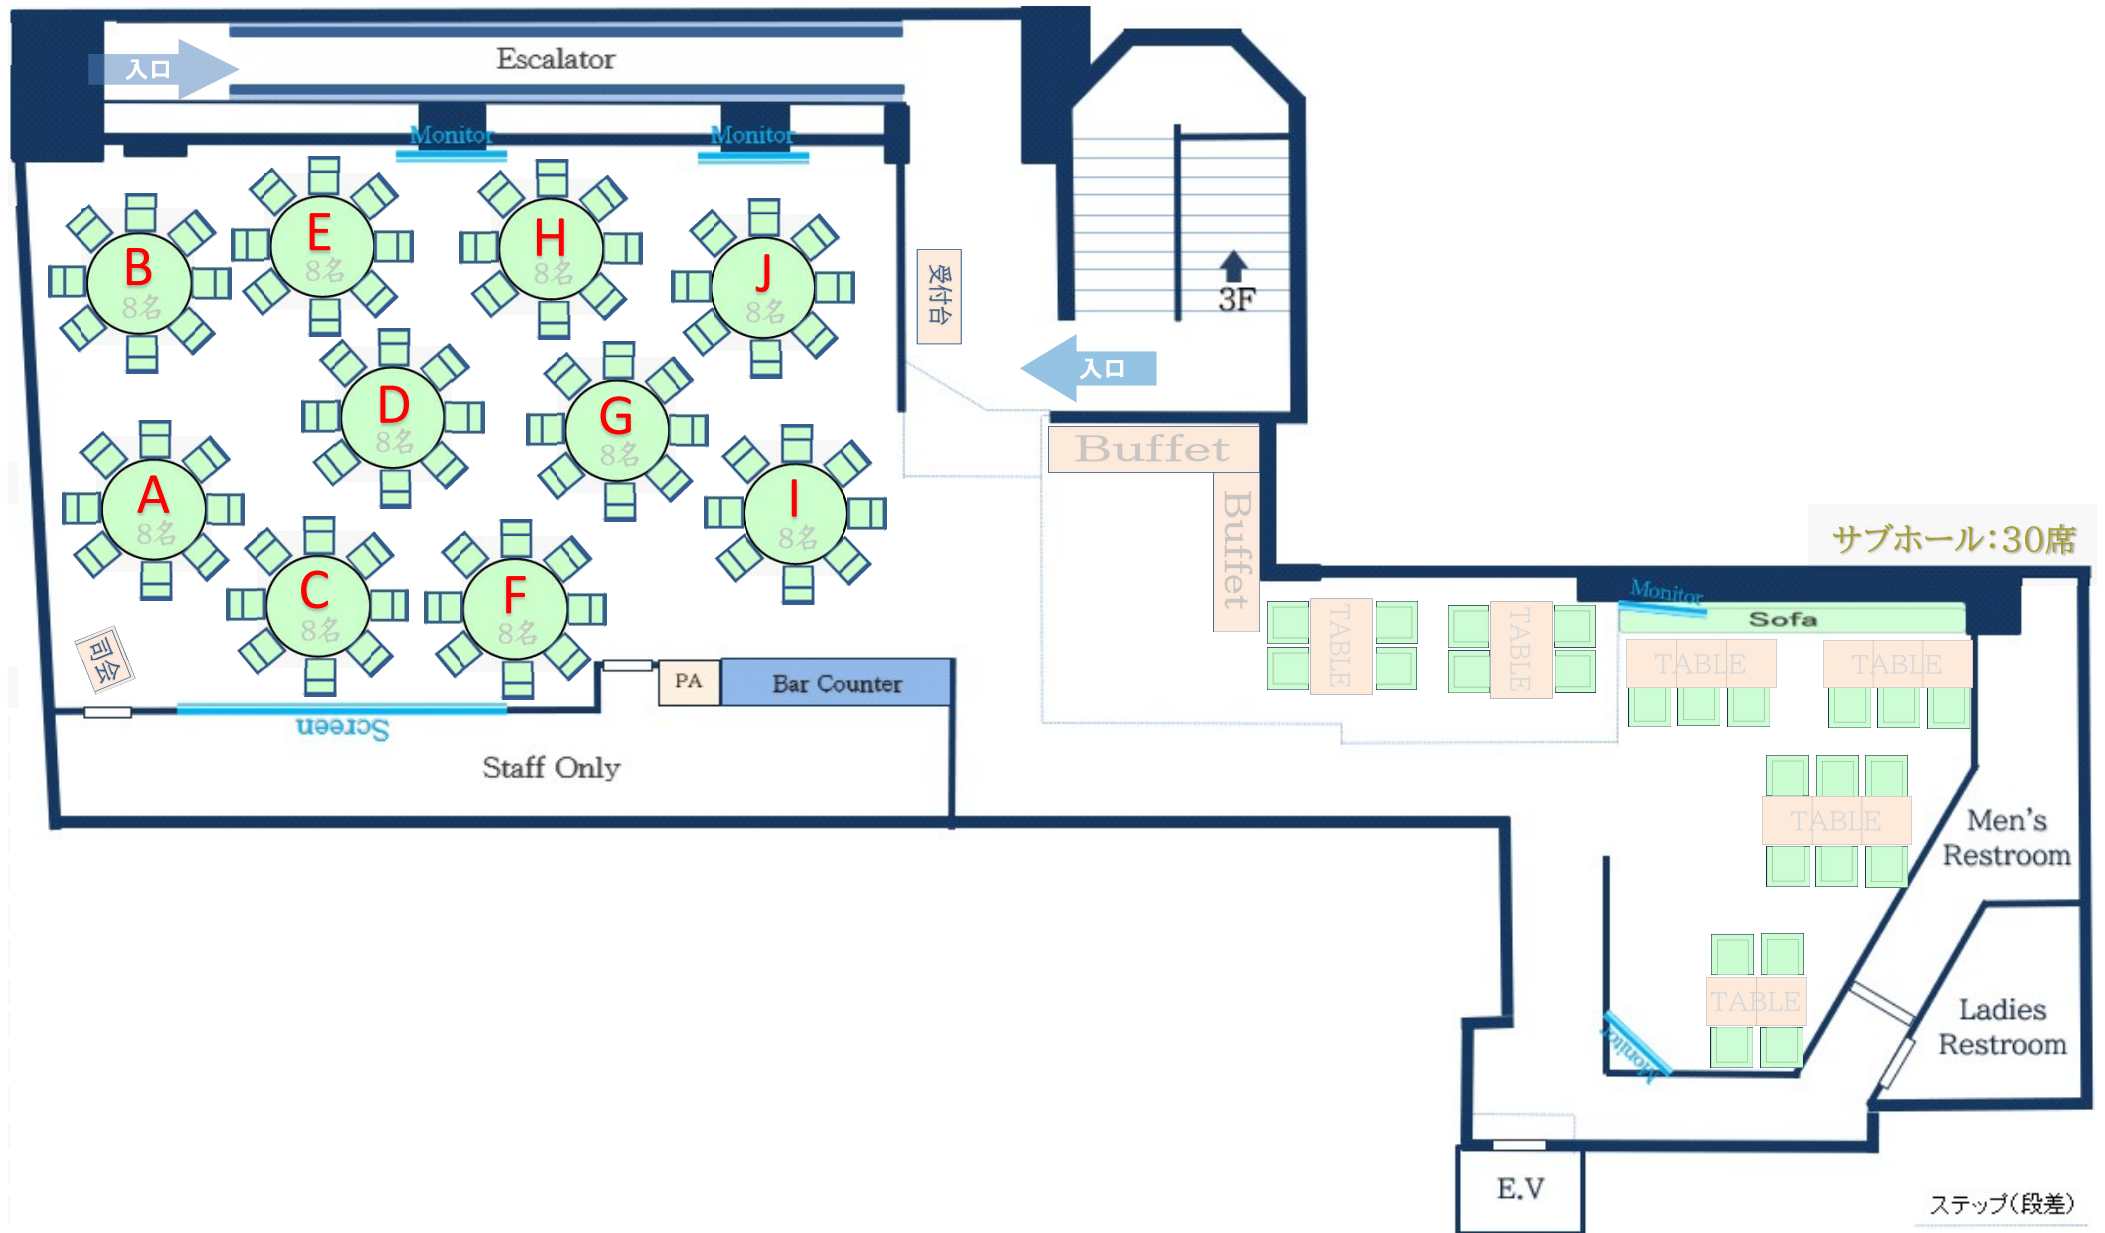 入口
Escalator
Monitor
Monitor
B
8名
E
8名
H
8名
J
8名
受付台
3F
入口
D
8名
G
8名
A
8名
I
8名
C
8名
F
8名
司会
Screen
PA
Bar Counter
Staff Only
Buffet
Buffet
サブホール：30席
Monitor
Sofa
TABLE
TABLE
TABLE
TABLE
TABLE
Men's
Restroom
TABLE
Monitor
Ladies
Restroom
E.V
ステップ（段差）